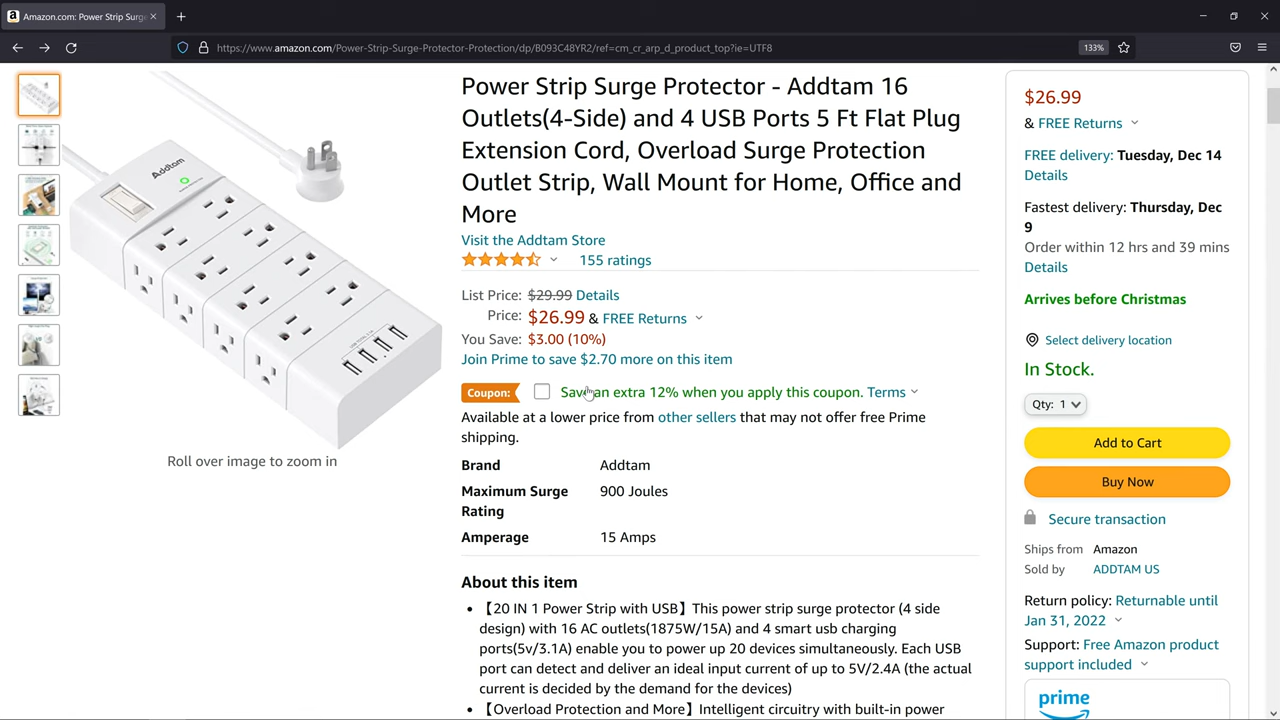 Amazon.com: Power Strip Surge
https://www.amazon.com/Power-Strip-Surge-Protector-Protection/dp/B093C48YR2/ref=cm_cr_arp_d_product_top?ie=UTF8
133%
Addtam
Roll over image to zoom in
Power Strip Surge Protector - Addtam 16
Outlets(4-Side) and 4 USB Ports 5 Ft Flat Plug
Extension Cord, Overload Surge Protection
Outlet Strip, Wall Mount for Home, Office and
More
Visit the Addtam Store
155 ratings
List Price: $29.99 Details
Price: $26.99 & FREE Returns
You Save: $3.00 (10%)
Join Prime to save $2.70 more on this item
Coupon: Save an extra 12% when you apply this coupon. Terms
Available at a lower price from other sellers that may not offer free Prime
shipping.
Brand Addtam
Maximum Surge 900 Joules
Rating
Amperage 15 Amps
About this item
• 【20 IN 1 Power Strip with USB】This power strip surge protector (4 side
design) with 16 AC outlets(1875W/15A) and 4 smart usb charging
ports(5v/3.1A) enable you to power up 20 devices simultaneously. Each USB
port can detect and deliver an ideal input current of up to 5V/2.4A (the actual
current is decided by the demand for the devices)
• 【Overload Protection and More】Intelligent circuitry with built-in power
$26.99
& FREE Returns
FREE delivery: Tuesday, Dec 14
Details
Fastest delivery: Thursday, Dec
9
Order within 12 hrs and 39 mins
Details
Arrives before Christmas
Select delivery location
In Stock.
Qty: 1
Add to Cart
Buy Now
Secure transaction
Ships from Amazon
Sold by ADDTAM US
Return policy: Returnable until
Jan 31, 2022
Support: Free Amazon product
support included
prime